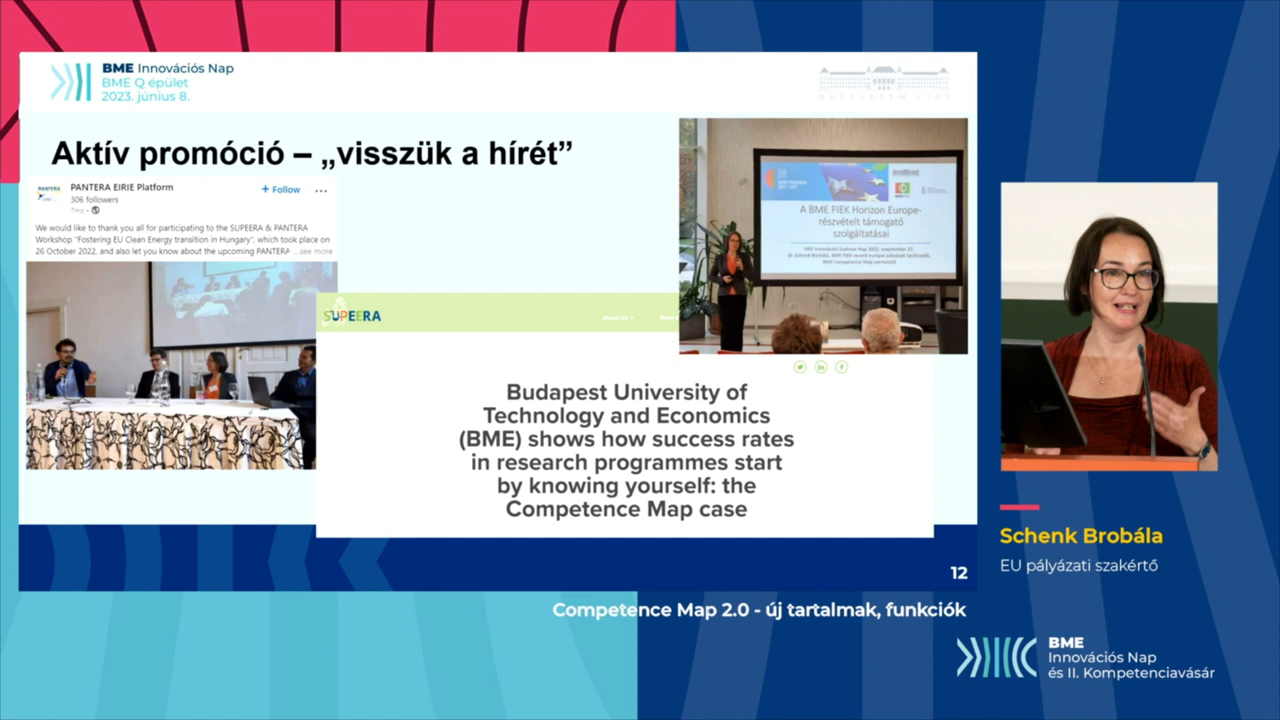 BME Innovációs Nap
BME Q épület
2023. június 8.
MŰEGYETEM 1782
Aktív promóció – „visszük a hírét”
PANTERA EIRIE Platform
306 followers
7mo •
+ Follow ...
We would like to thank you all for participating to the SUPEERA & PANTERA
Workshop "Fostering EU Clean Energy transition in Hungary", which took place on
26 October 2022, and also let you know about the upcoming PANTERA ...see more
A BME FIEK Horizon Europe-
részvételt támogató
szolgáltatásai
SUPEERA
About Us
Budapest University of
Technology and Economics
(BME) shows how success rates
in research programmes start
by knowing yourself: the
Competence Map case
12
Schenk Brobála
EU pályázati szakértő
Competence Map 2.0 - új tartalmak, funkciók
BME
Innovációs Nap
és II. Kompetenciavásár